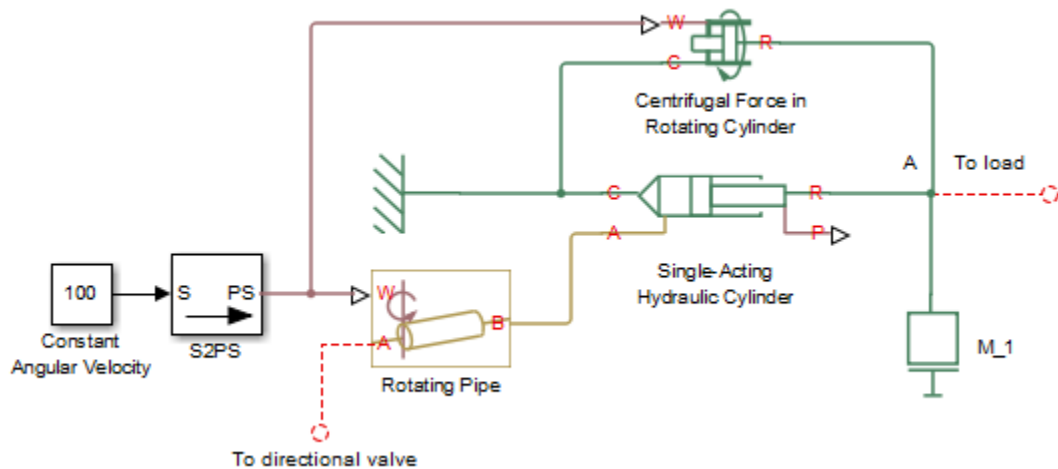 W
R
C
Centrifugal Force in
Rotating Cylinder
A
To load
C
R
A
P
Single-Acting
Hydraulic Cylinder
100
S PS
W
A
B
Constant
Angular Velocity
S2PS
Rotating Pipe
M_1
To directional valve